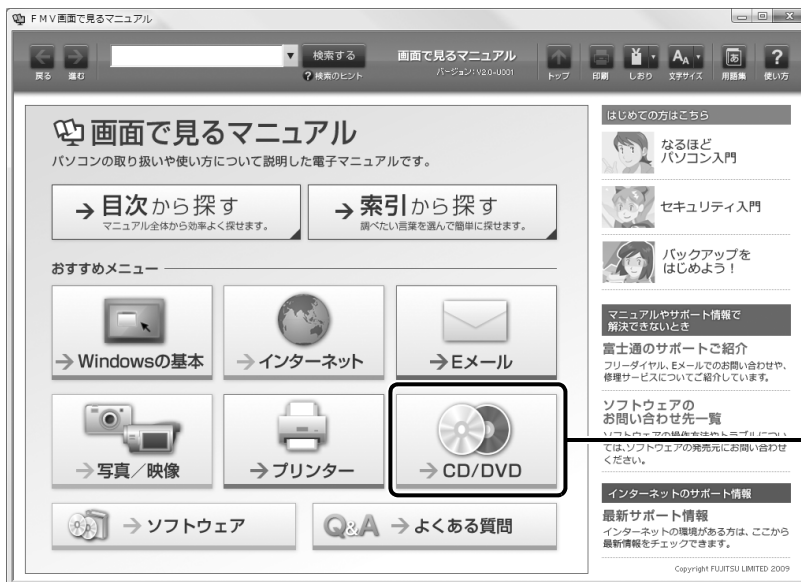 FMV画面で見るマニュアル
検索する
画面で見るマニュアル
戻る
進む
?検索のヒント
バージョン：V2.0-U001
トップ
印刷
しおり
文字サイズ
用語集
使い方
画面で見るマニュアル
パソコンの取り扱いや使い方について説明した電子マニュアルです。
→目次から探す
マニュアル全体から効率よく探せます。
→索引から探す
調べたい言葉を選んで簡単に探せます。
おすすめメニュー
→Windowsの基本
→インターネット
→Eメール
→写真／映像
→プリンター
→CD/DVD
→ソフトウェア
Q&A→よくある質問
はじめての方はこちら
なるほど
パソコン入門
セキュリティ入門
バックアップを
はじめよう！
マニュアルやサポート情報で
解決できないとき
富士通のサポートご紹介
フリーダイヤル、Eメールでのお問い合わせや、
修理サービスについてご紹介しています。
ソフトウェアの
お問い合わせ先一覧
ソフトウェアの操作方法やトラブルについ
ては、ソフトウェアの発売元にお問い合わせ
ください。
インターネットのサポート情報
最新サポート情報
インターネットの環境がある方は、ここから
最新情報をチェックできます。
Copyright FUJITSU LIMITED 2009